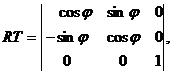 RT = | cos φ sin φ 0 |
| −sin φ cos φ 0 | ,
| 0 0 1 |